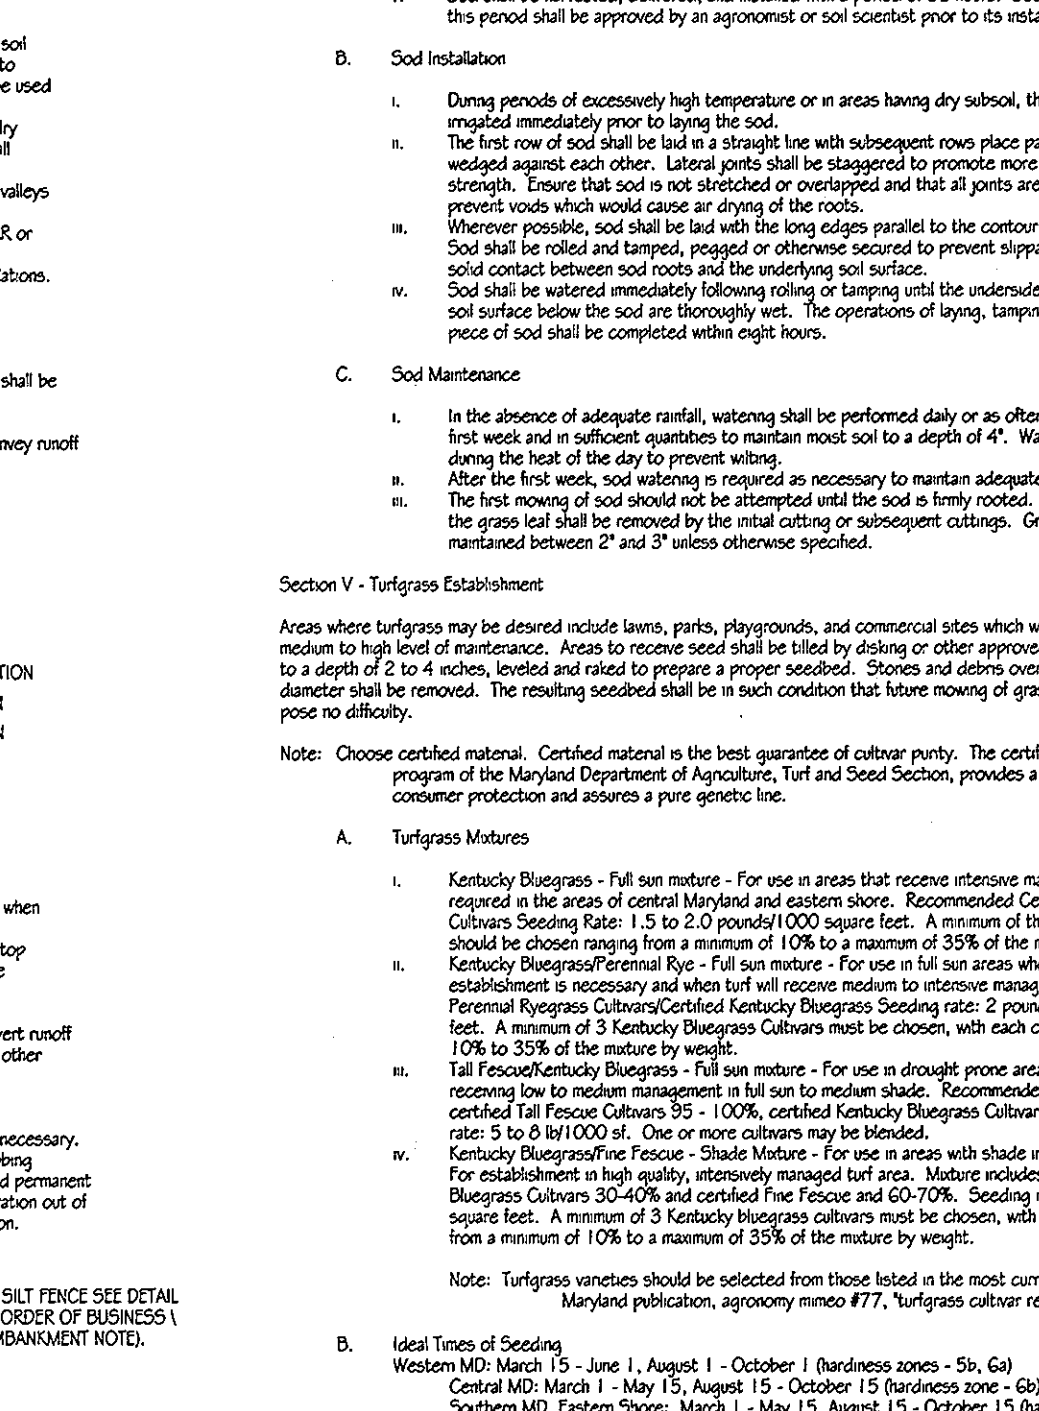 soil
to
e used
lry
all
valleys
R or
ations.
shall be
nvey runoff
TION
N
N
when
top
e
vert runoff
other
necessary.
bbing
d permanent
ration out of
on.
SILT FENCE SEE DETAIL
ORDER OF BUSINESS \
MBANKMENT NOTE).
this period shall be approved by an agronomist or soil scientist prior to its insta
B. Sod Installation
i. During periods of excessively high temperature or in areas having dry subsoil, th
irrigated immediately prior to laying the sod.
ii. The first row of sod shall be laid in a straight line with subsequent rows place pa
wedged against each other. Lateral joints shall be staggered to promote more
strength. Ensure that sod is not stretched or overlapped and that all joints are
prevent voids which would cause air drying of the roots.
iii. Wherever possible, sod shall be laid with the long edges parallel to the contour
Sod shall be rolled and tamped, pegged or otherwise secured to prevent slippa
solid contact between sod roots and the underlying soil surface.
iv. Sod shall be watered immediately following rolling or tamping until the underside
soil surface below the sod are thoroughly wet. The operations of laying, tampin
piece of sod shall be completed within eight hours.
C. Sod Maintenance
i. In the absence of adequate rainfall, watering shall be performed daily or as ofter
first week and in sufficient quantities to maintain moist soil to a depth of 4". Wa
during the heat of the day to prevent wilting.
ii. After the first week, sod watering is required as necessary to maintain adequate
iii. The first mowing of sod should not be attempted until the sod is firmly rooted.
the grass leaf shall be removed by the initial cutting or subsequent cuttings. Gr
maintained between 2" and 3" unless otherwise specified.
Section V - Turfgrass Establishment
Areas where turfgrass may be desired include lawns, parks, playgrounds, and commercial sites which w
medium to high level of maintenance. Areas to receive seed shall be tilled by disking or other approve
to a depth of 2 to 4 inches, leveled and raked to prepare a proper seedbed. Stones and debris over
diameter shall be removed. The resulting seedbed shall be in such condition that future mowing of gras
pose no difficulty.
Note: Choose certified material. Certified material is the best guarantee of cultivar purity. The certif
program of the Maryland Department of Agriculture, Turf and Seed Section, provides a
consumer protection and assures a pure genetic line.
A. Turfgrass Mixtures
i. Kentucky Bluegrass - Full sun mixture - For use in areas that receive intensive ma
required in the areas of central Maryland and eastern shore. Recommended Ce
Cultivars Seeding Rate: 1.5 to 2.0 pounds/1000 square feet. A minimum of th
should be chosen ranging from a minimum of 10% to a maximum of 35% of the m
ii. Kentucky Bluegrass/Perennial Rye - Full sun mixture - For use in full sun areas whe
establishment is necessary and when turf will receive medium to intensive manag
Perennial Ryegrass Cultivars/Certified Kentucky Bluegrass Seeding rate: 2 poun
feet. A minimum of 3 Kentucky Bluegrass Cultivars must be chosen, with each c
10% to 35% of the mixture by weight.
iii. Tall Fescue/Kentucky Bluegrass - Full sun mixture - For use in drought prone area
receiving low to medium management in full sun to medium shade. Recommende
certified Tall Fescue Cultivars 95 - 100%, certified Kentucky Bluegrass Cultivar
rate: 5 to 8 lb/1000 sf. One or more cultivars may be blended.
iv. Kentucky Bluegrass/Fine Fescue - Shade Mixture - For use in areas with shade in
For establishment in high quality, intensively managed turf area. Mixture includes
Bluegrass Cultivars 30-40% and certified Fine Fescue and 60-70%. Seeding r
square feet. A minimum of 3 Kentucky bluegrass cultivars must be chosen, with
from a minimum of 10% to a maximum of 35% of the mixture by weight.
Note: Turfgrass varieties should be selected from those listed in the most curr
Maryland publication, agronomy mimeo #77, "turfgrass cultivar re
B. Ideal Times of Seeding
Western MD: March 15 - June 1, August 1 - October 1 (hardiness zones - 5b, 6a)
Central MD: March 1 - May 15, August 15 - October 15 (hardiness zone - 6b)
Southern MD, Eastern Shore: March 1 - May 15, August 15 - October 15 (ha